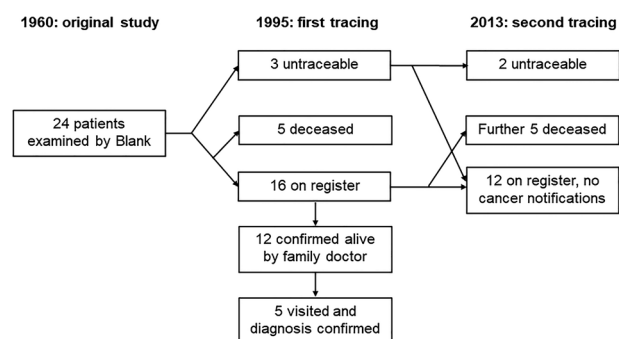 1960: original study
1995: first tracing
2013: second tracing
3 untraceable
2 untraceable
24 patients
examined by Blank
5 deceased
Further 5 deceased
16 on register
12 on register, no
cancer notifications
12 confirmed alive
by family doctor
5 visited and
diagnosis confirmed